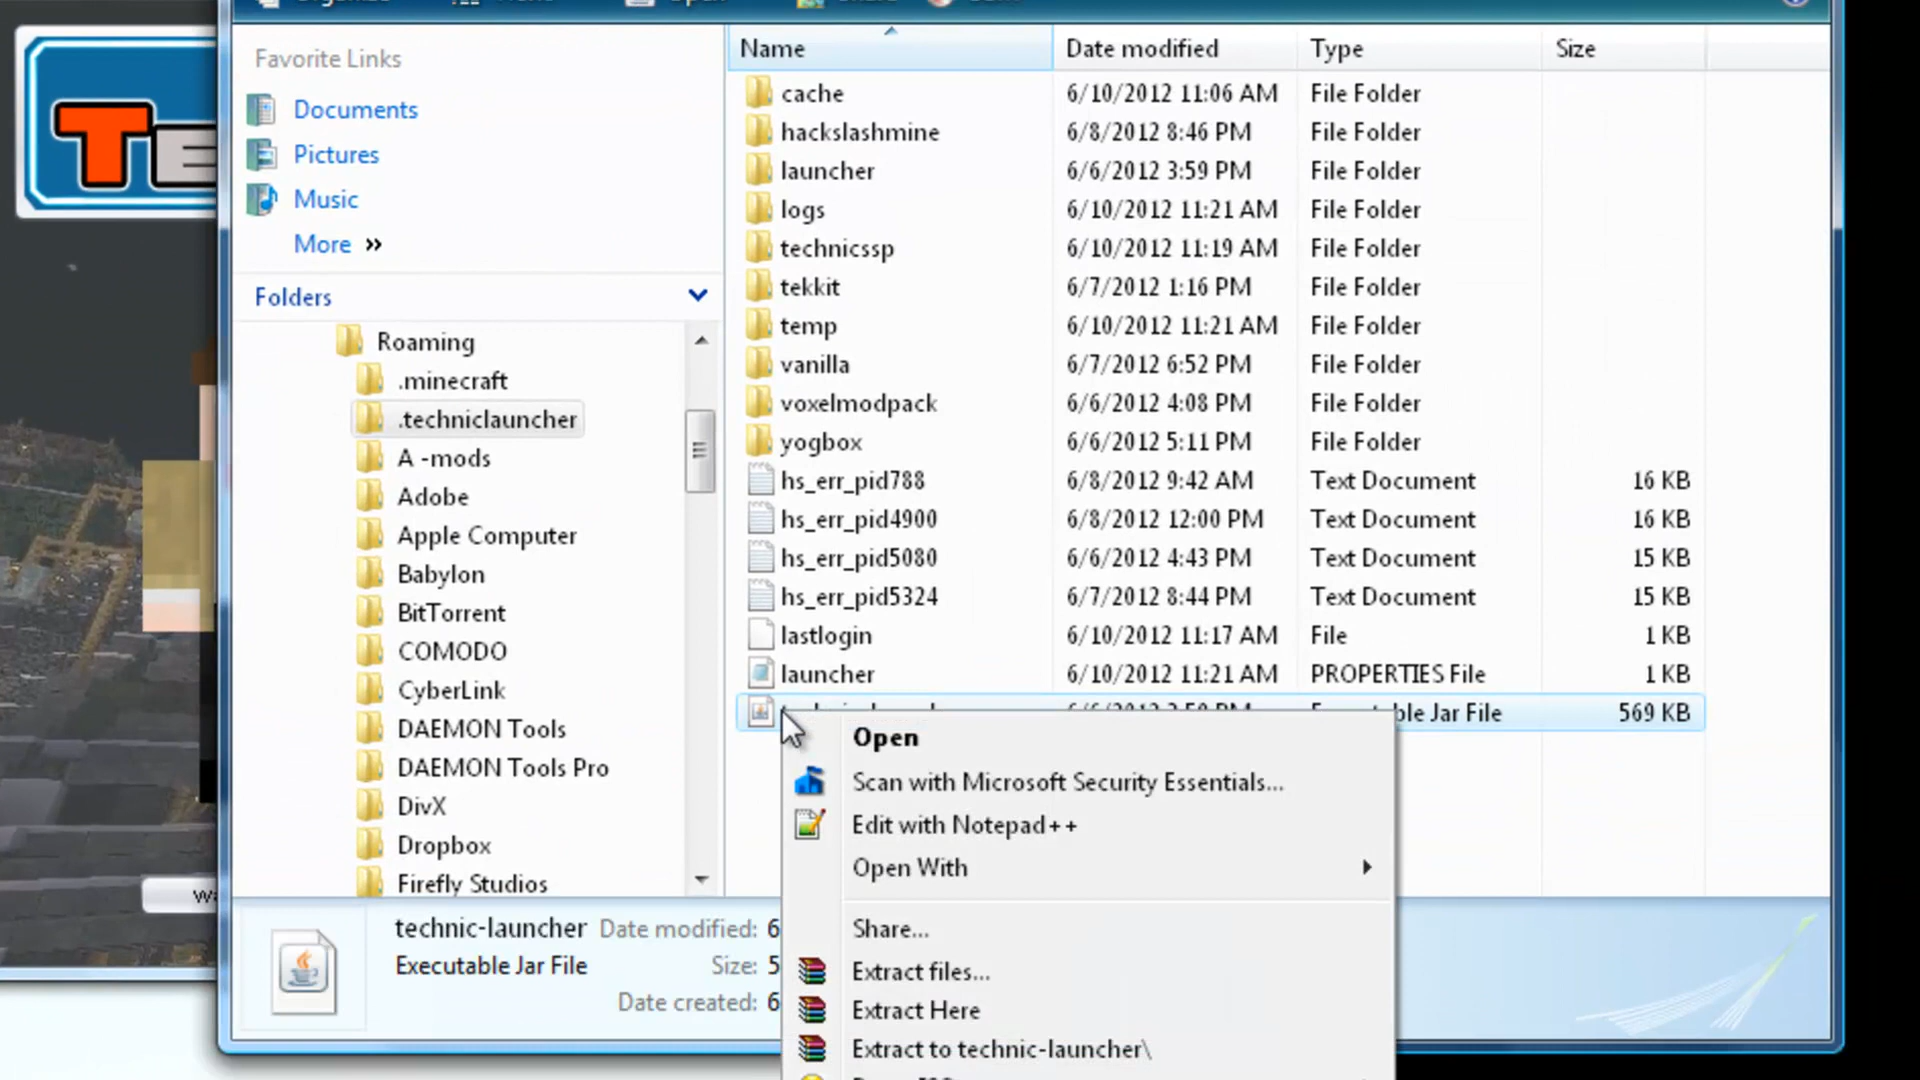 Favorite Links
Documents
Pictures
Music
More »
Folders
Roaming
.minecraft
.techniclauncher
A -mods
Adobe
Apple Computer
Babylon
BitTorrent
COMODO
CyberLink
DAEMON Tools
DAEMON Tools Pro
DivX
Dropbox
Firefly Studios
Name Date modified Type Size
cache 6/10/2012 11:06 AM File Folder
hackslashmine 6/8/2012 8:46 PM File Folder
launcher 6/6/2012 3:59 PM File Folder
logs 6/10/2012 11:21 AM File Folder
technicssp 6/10/2012 11:19 AM File Folder
tekkit 6/7/2012 1:16 PM File Folder
temp 6/10/2012 11:21 AM File Folder
vanilla 6/7/2012 6:52 PM File Folder
voxelmodpack 6/6/2012 4:08 PM File Folder
yogbox 6/6/2012 5:11 PM File Folder
hs_err_pid788 6/8/2012 9:42 AM Text Document 16 KB
hs_err_pid4900 6/8/2012 12:00 PM Text Document 16 KB
hs_err_pid5080 6/6/2012 4:43 PM Text Document 15 KB
hs_err_pid5324 6/7/2012 8:44 PM Text Document 15 KB
lastlogin 6/10/2012 11:17 AM File 1 KB
launcher 6/10/2012 11:21 AM PROPERTIES File 1 KB
Jar File 569 KB
Open
Scan with Microsoft Security Essentials...
Edit with Notepad++
Open With
Share...
Extract files...
Extract Here
Extract to technic-launcher\
technic-launcher Date modified: 6
Executable Jar File Size: 5
Date created: 6